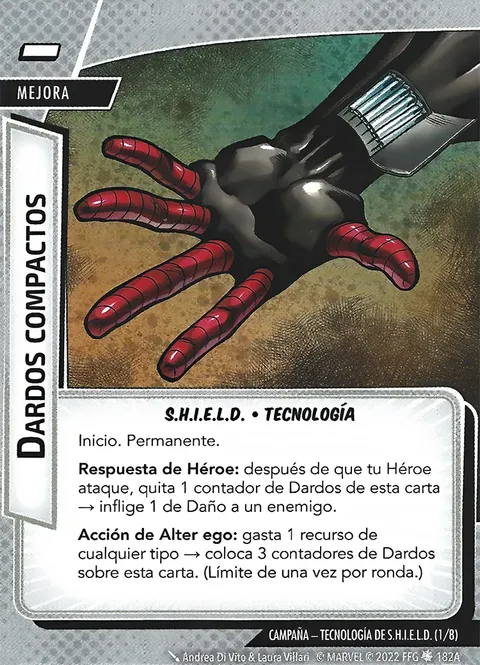 MEJORA
DARDOS COMPACTOS
S.H.I.E.L.D. • TECNOLOGÍA
Inicio. Permanente.
Respuesta de Héroe: después de que tu Héroe
ataque, quita 1 contador de Dardos de esta carta
→ inflige 1 de Daño a un enemigo.
Acción de Alter ego: gasta 1 recurso de
cualquier tipo → coloca 3 contadores de Dardos
sobre esta carta. (Límite de una vez por ronda.)
CAMPAÑA – TECNOLOGÍA DE S.H.I.E.L.D. (1/8)
Andrea Di Vito & Laura Villari © MARVEL © 2022 FFG 182A